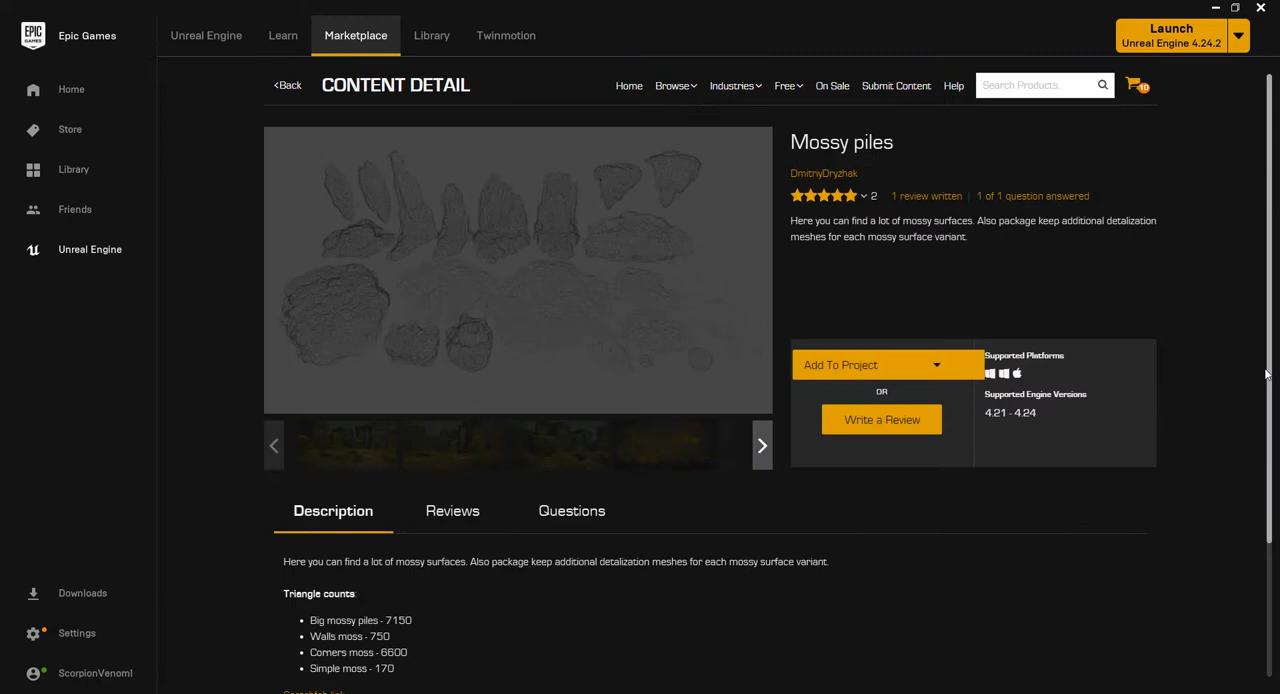 EPIC GAMES
Epic Games
Unreal Engine
Learn
Marketplace
Library
Twinmotion
Launch
Unreal Engine 4.24.2
Home
Store
Library
Friends
Unreal Engine
Downloads
Settings
ScorpionVenom1
<Back
CONTENT DETAIL
Home
Browse
Industries
Free
On Sale
Submit Content
Help
Search Products..
10
Mossy piles
DmitriyDryzhak
2
1 review written | 1 of 1 question answered
Here you can find a lot of mossy surfaces. Also package keep additional detalization
meshes for each mossy surface variant.
Add To Project
OR
Write a Review
Supported Platforms
Supported Engine Versions
4.21 - 4.24
Description
Reviews
Questions
Here you can find a lot of mossy surfaces. Also package keep additional detalization meshes for each mossy surface variant.
Triangle counts:
• Big mossy piles - 7150
• Walls moss - 750
• Corners moss - 6600
• Simple moss - 170